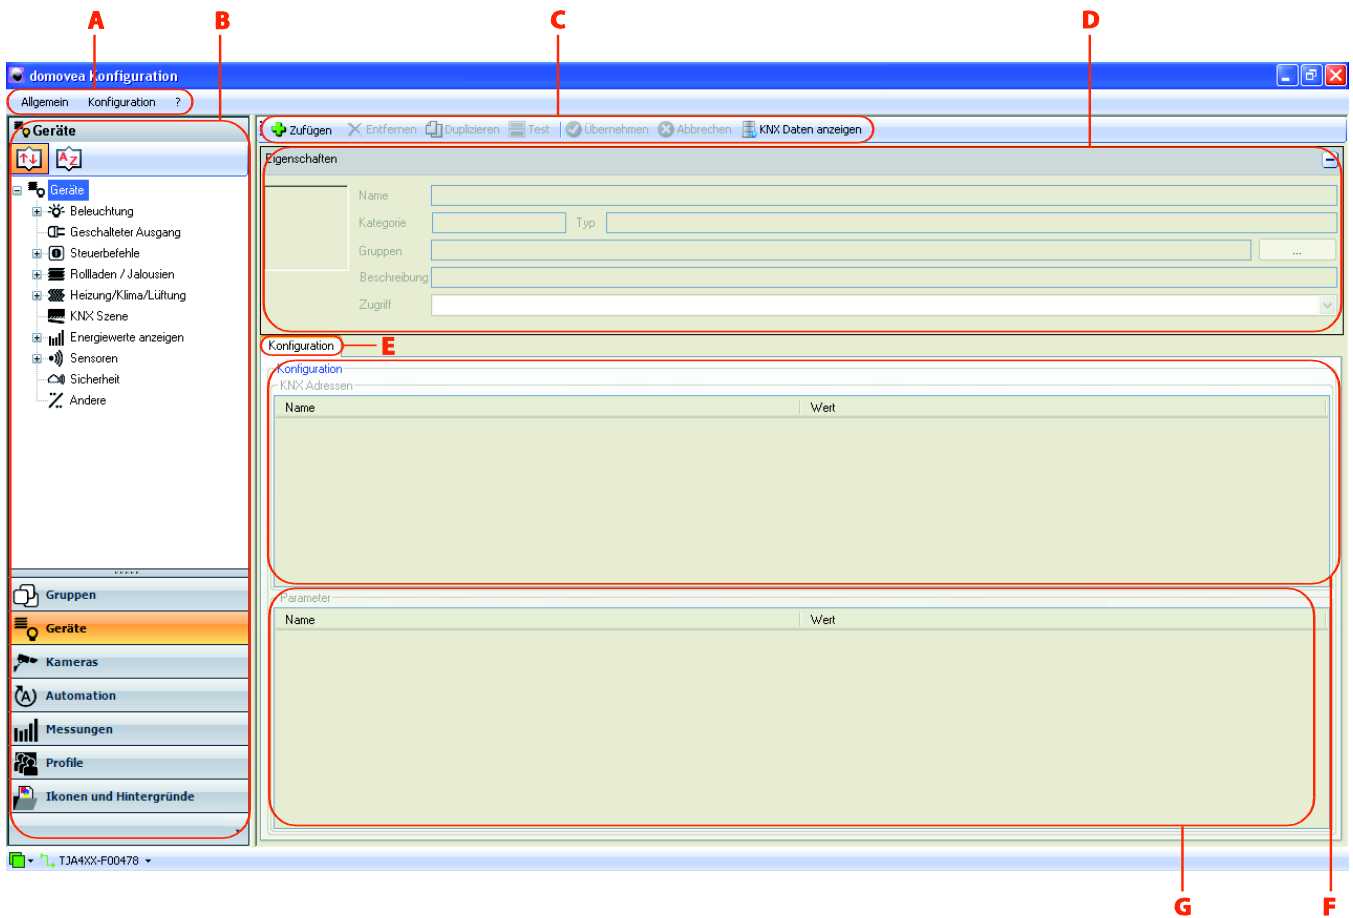 A B C D
domovea Konfiguration
Allgemein Konfiguration ?
Geräte
Zufügen Entfernen Duplizieren Test Übernehmen Abbrechen KNX Daten anzeigen
A Z
Eigenschaften
Name
Kategorie Typ
Gruppen ...
Beschreibung
Zugriff
Geräte
Beleuchtung
Geschalteter Ausgang
Steuerbefehle
Rollladen / Jalousien
Heizung/Klima/Lüftung
KNX Szene
Energiewerte anzeigen
Sensoren
Sicherheit
Andere
Konfiguration E
Konfiguration
KNX Adressen
Name Wert
Gruppen
Geräte
Kameras
Automation
Messungen
Profile
Ikonen und Hintergründe
Parameter
Name Wert
TJA4XX-F00478
G F